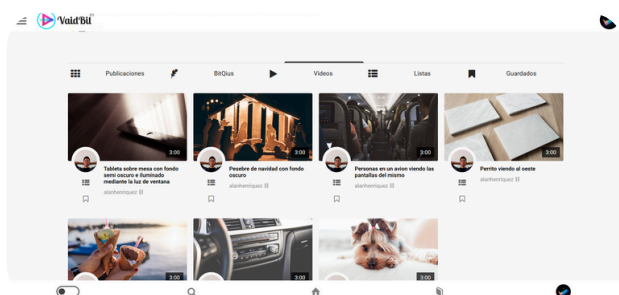 VaidBil
Publicaciones
BitQius
Videos
Listas
Guardados
3:00
3:00
3:00
3:00
Tableta sobre mesa con fondo
semi oscuro e iluminado
mediante la luz de ventana
alanhenriquez
Pesebre de navidad con fondo
oscuro
alanhenriquez
Personas en un avion viendo las
pantallas del mismo
alanhenriquez
Perrito viendo al oeste
alanhenriquez
3:00
3:00
3:00